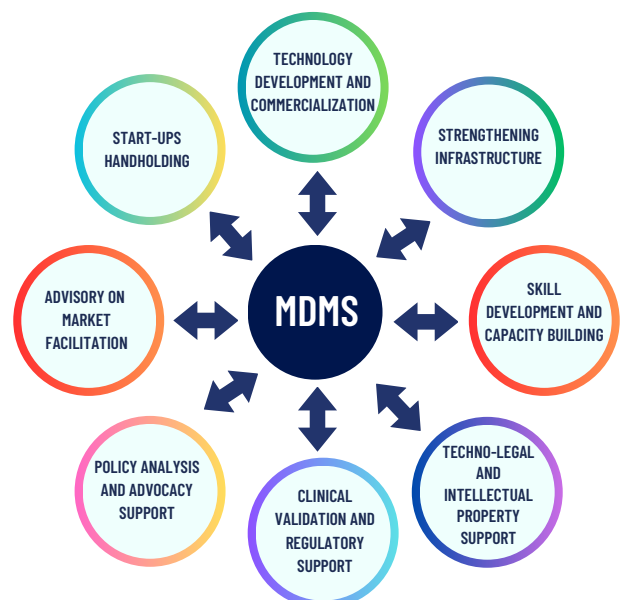 TECHNOLOGY
DEVELOPMENT AND
COMMERCIALIZATION
START-UPS
HANDHOLDING
STRENGTHENING
INFRASTRUCTURE
ADVISORY ON
MARKET
FACILITATION
MDMS
SKILL
DEVELOPMENT AND
CAPACITY BUILDING
POLICY ANALYSIS
AND ADVOCACY
SUPPORT
CLINICAL
VALIDATION AND
REGULATORY
SUPPORT
TECHNO-LEGAL
AND
INTELLECTUAL
PROPERTY
SUPPORT